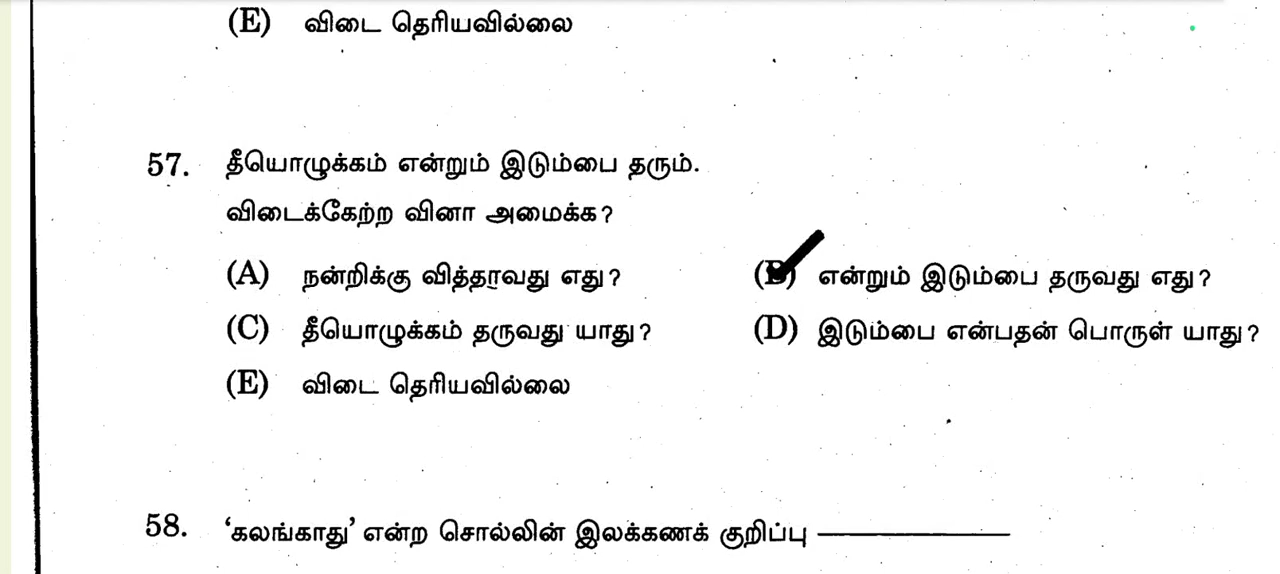 (E) விடை தெரியவில்லை
57. தீயொழுக்கம் என்றும் இடும்பை தரும்.
விடைக்கேற்ற வினா அமைக்க?
(A) நன்றிக்கு வித்தாவது எது? (B) என்றும் இடும்பை தருவது எது?
(C) தீயொழுக்கம் தருவது யாது? (D) இடும்பை என்பதன் பொருள் யாது?
(E) விடை தெரியவில்லை
58. ‘கலங்காது’ என்ற சொல்லின் இலக்கணக் குறிப்பு